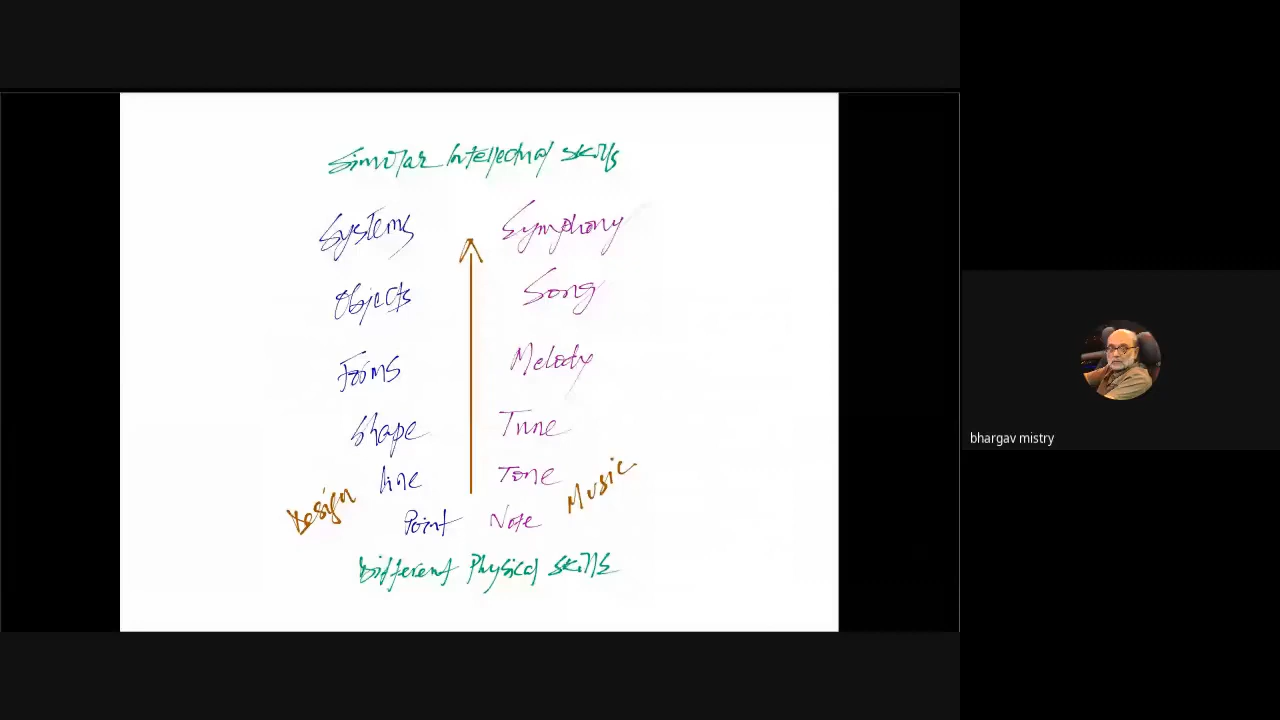 Similar Intellectual skills
Systems Symphony
Objects Song
Forms Melody
Shape Tune
line Tone
Design Music
Point Note
Different Physical skills
bhargav mistry